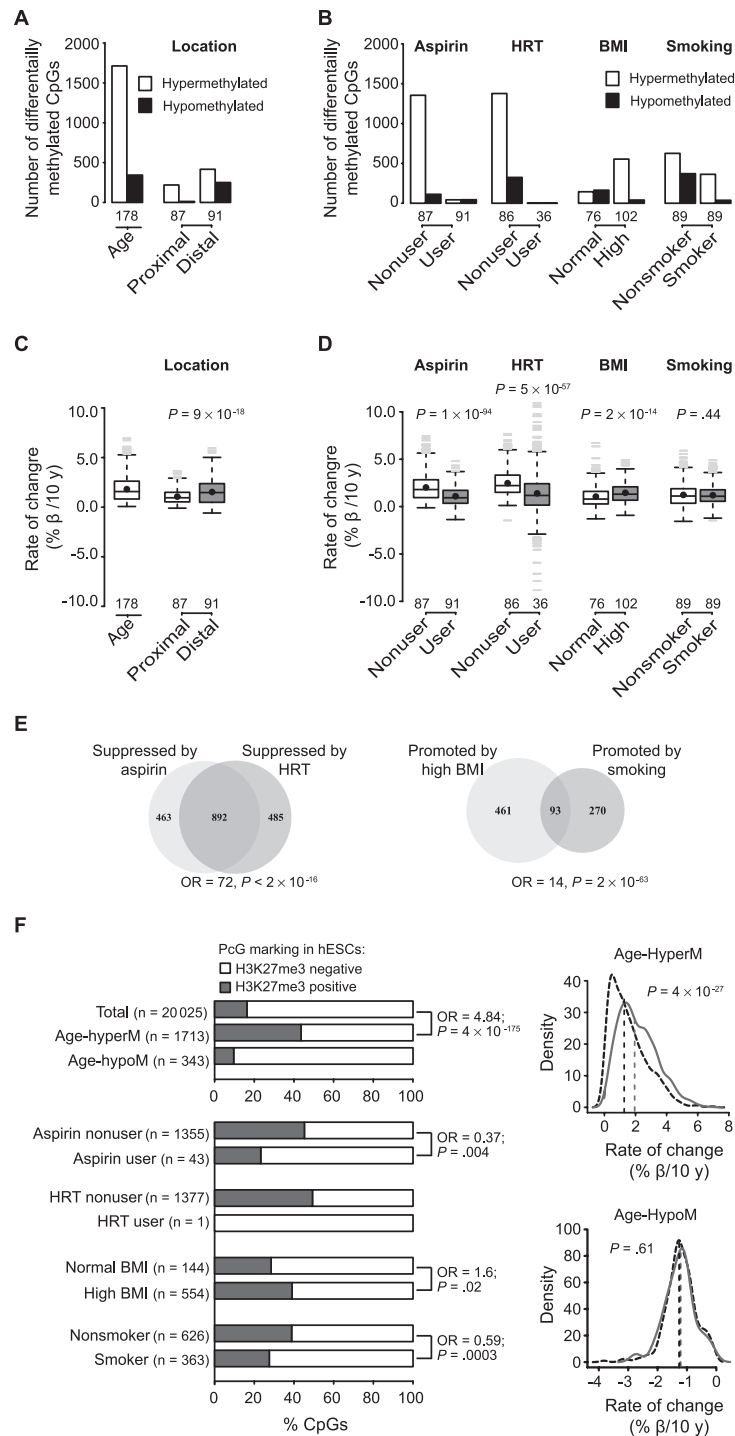 A
Location
Number of differentailly
methylated CpGs
2000
1500
1000
500
0
Hypermethylated
Hypomethylated
178
87
91
Age
Proximal
Distal
B
Aspirin
HRT
BMI
Smoking
Number of differentially
methylated CpGs
2000
1500
1000
500
0
Hypermethylated
Hypomethylated
87
91
86
36
76
102
89
89
Nonuser
User
Nonuser
User
Normal
High
Nonsmoker
Smoker
C
Location
P = 9 × 10⁻¹⁸
Rate of changre
(% β /10 y)
10.0
5.0
0.0
-5.0
-10.0
178
87
91
Age
Proximal
Distal
D
Aspirin
HRT
BMI
Smoking
P = 1 × 10⁻⁹⁴
P = 5 × 10⁻⁵⁷
P = 2 × 10⁻¹⁴
P = .44
Rate of change
(% β /10 y)
10.0
5.0
0.0
-5.0
-10.0
87
91
86
36
76
102
89
89
Nonuser
User
Nonuser
User
Normal
High
Nonsmoker
Smoker
E
Suppressed by
aspirin
Suppressed by
HRT
463
892
485
OR = 72, P < 2 × 10⁻¹⁶
Promoted by
high BMI
Promoted by
smoking
461
93
270
OR = 14, P = 2 × 10⁻⁶³
F
PcG marking in hESCs:
H3K27me3 negative
H3K27me3 positive
Total (n = 20 025)
Age-hyperM (n = 1713)
Age-hypoM (n = 343)
OR = 4.84;
P = 4 × 10⁻¹⁷⁵
0 20 40 60 80 100
Aspirin nonuser (n = 1355)
Aspirin user (n = 43)
OR = 0.37;
P = .004
HRT nonuser (n = 1377)
HRT user (n = 1)
Normal BMI (n = 144)
High BMI (n = 554)
OR = 1.6;
P = .02
Nonsmoker (n = 626)
Smoker (n = 363)
OR = 0.59;
P = .0003
0 20 40 60 80 100
% CpGs
Age-HyperM
P = 4 × 10⁻²⁷
Density
40
30
20
10
0
0 2 4 6 8
Rate of change
(% β/10 y)
Age-HypoM
P = .61
Density
100
80
60
40
20
0
-4 -3 -2 -1 0
Rate of change
(% β/10 y)